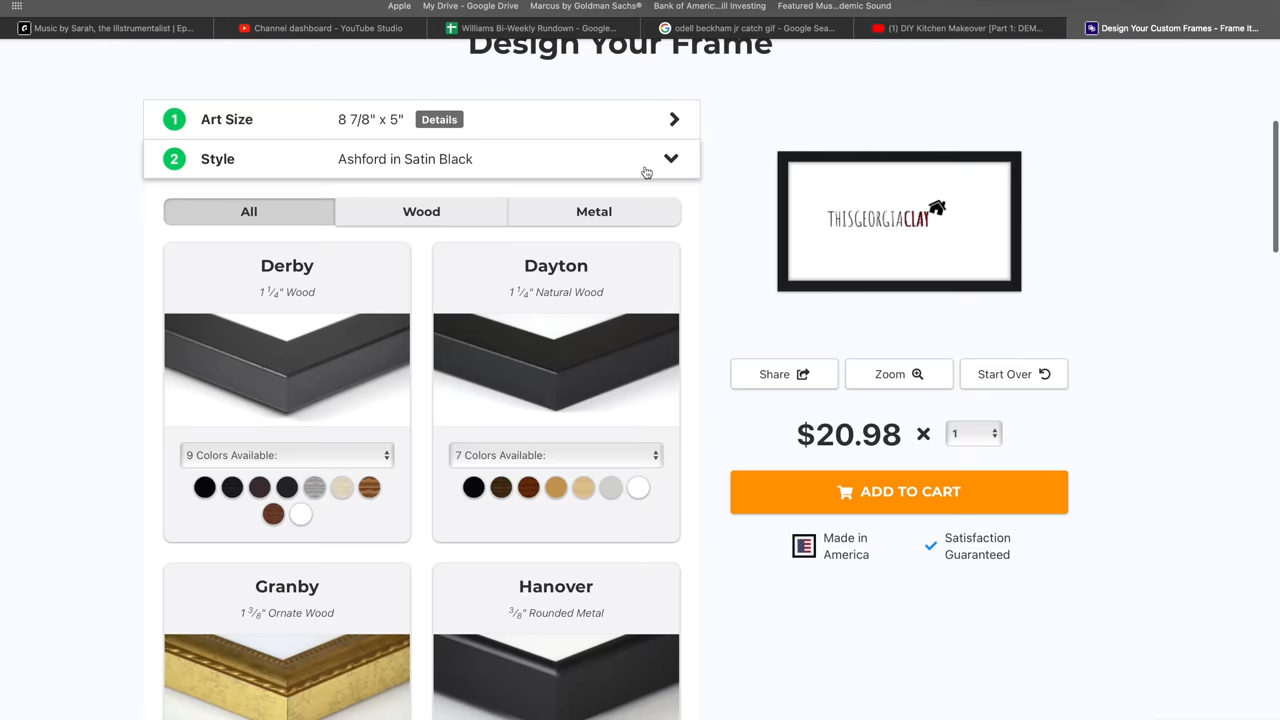 Apple
My Drive - Google Drive
Marcus by Goldman Sachs®
Bank of Americ...ill Investing
Featured Mus...demic Sound
Music by Sarah, the Illstrumentalist | Ep...
Channel dashboard - YouTube Studio
Williams Bi-Weekly Rundown - Google...
odell beckham jr catch gif - Google Sea...
(1) DIY Kitchen Makeover [Part 1: DEM...
Design Your Custom Frames - Frame It...
Design Your Frame
1 Art Size 8 7/8" x 5" Details
2 Style Ashford in Satin Black
All Wood Metal
Derby
1 1/4" Wood
9 Colors Available:
Dayton
1 1/4" Natural Wood
7 Colors Available:
Granby
1 3/8" Ornate Wood
Hanover
3/8" Rounded Metal
THISGEORGIACLAY
Share
Zoom
Start Over
$20.98 × 1
ADD TO CART
Made in
America
Satisfaction
Guaranteed